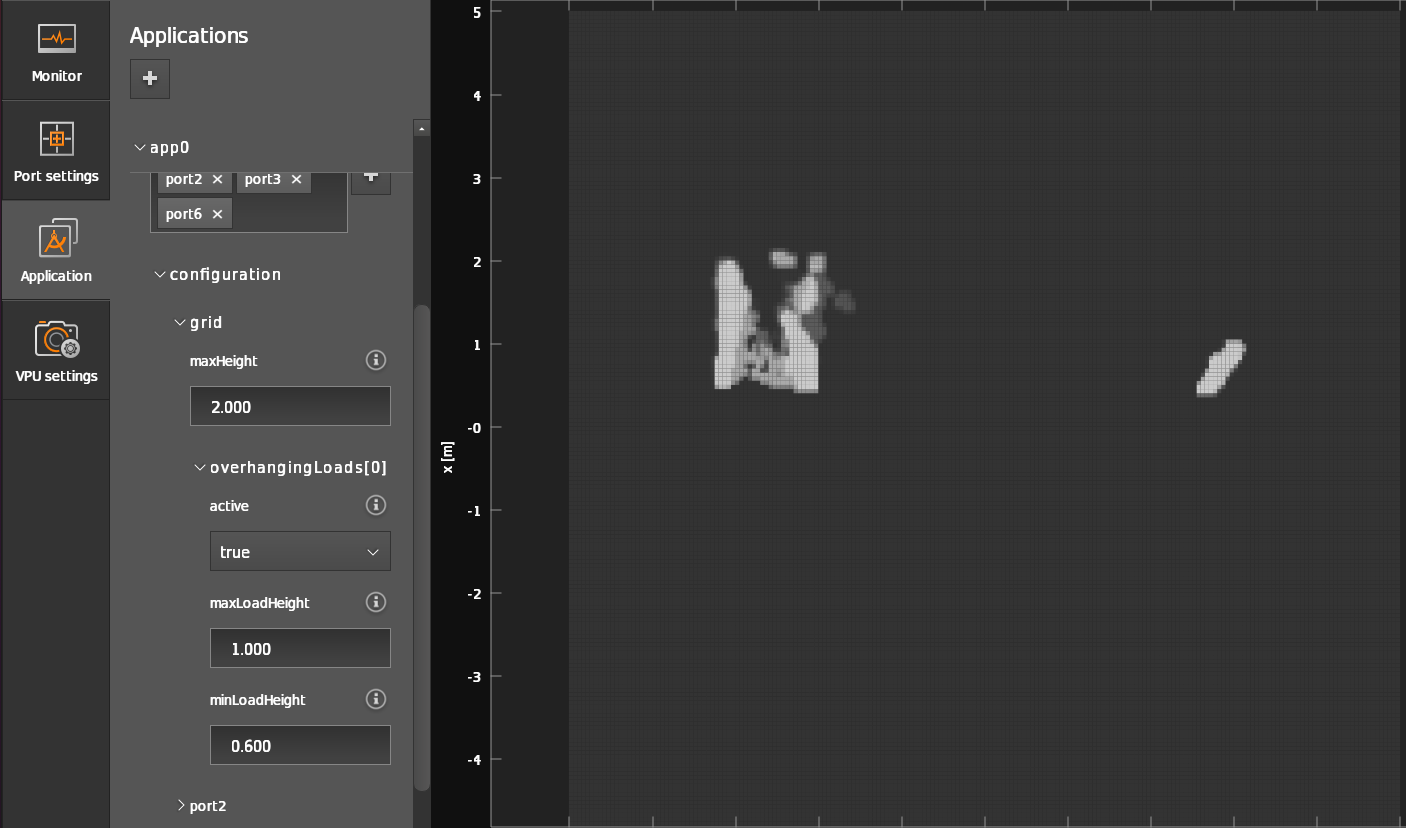 Monitor
Port settings
Application
VPU settings
Applications
app0
port2
port3
port6
configuration
grid
maxHeight
2.000
overhangingLoads[0]
active
true
maxLoadHeight
1.000
minLoadHeight
0.600
port2
x [m]
5
4
3
2
1
-0
-1
-2
-3
-4